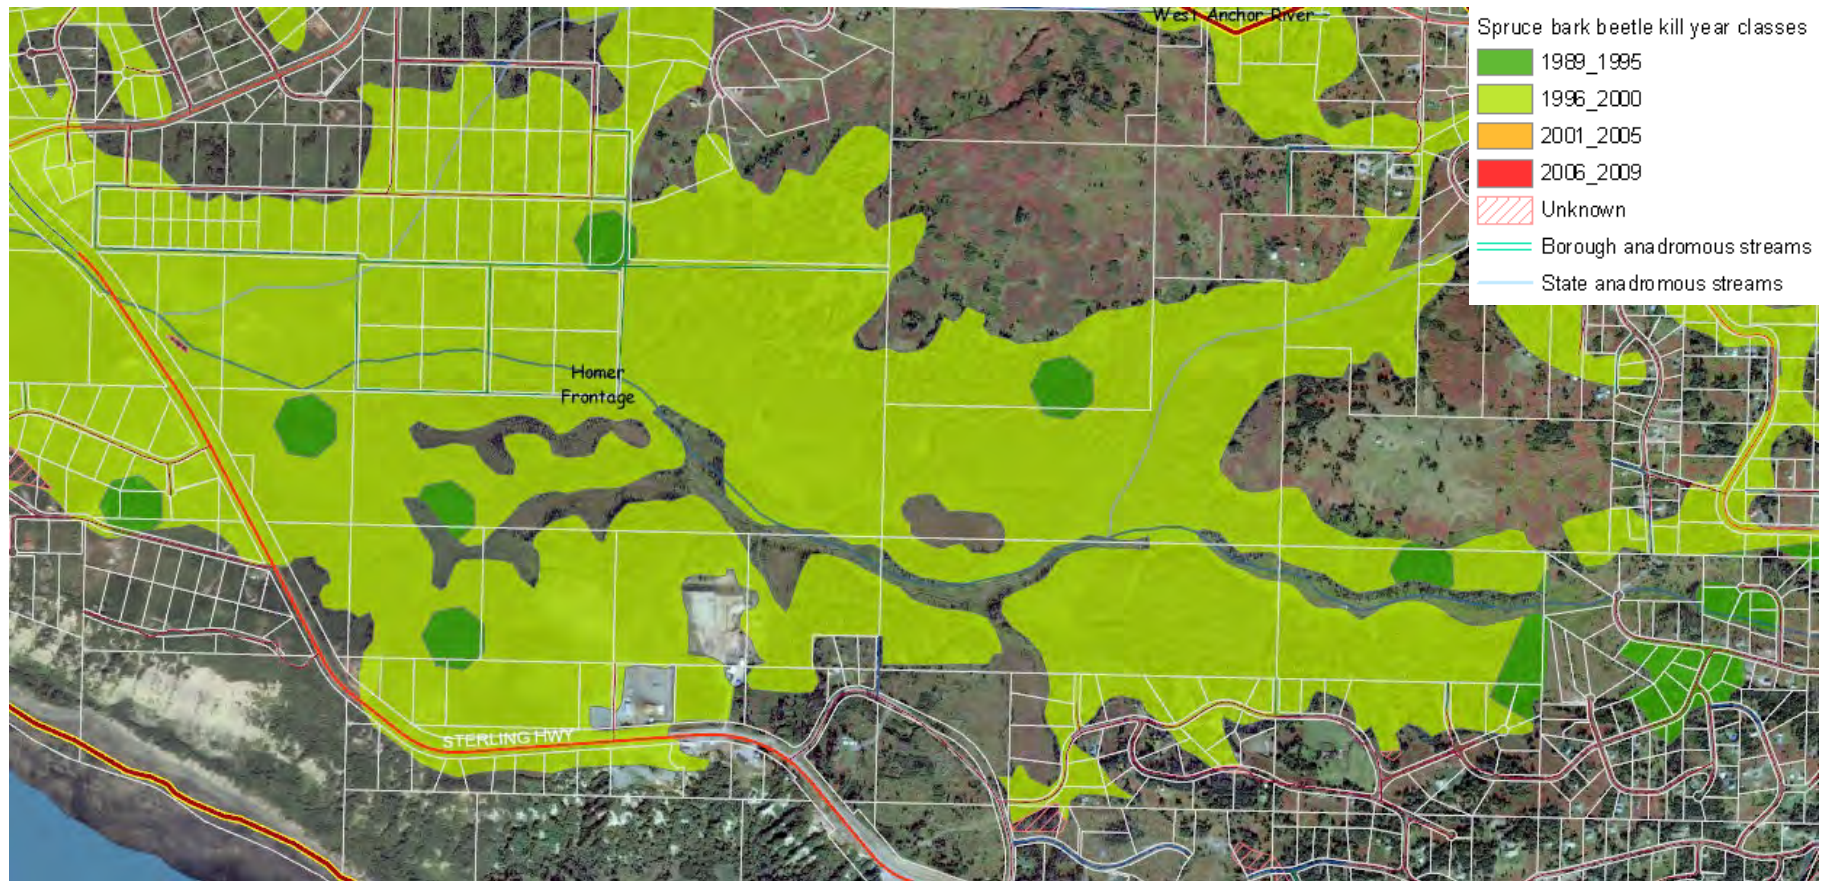 West Anchor River
Spruce bark beetle kill year classes
1989_1995
1996_2000
2001_2005
2006_2009
Unknown
Borough anadromous streams
State anadromous streams
Homer
Frontage
STERLING HWY